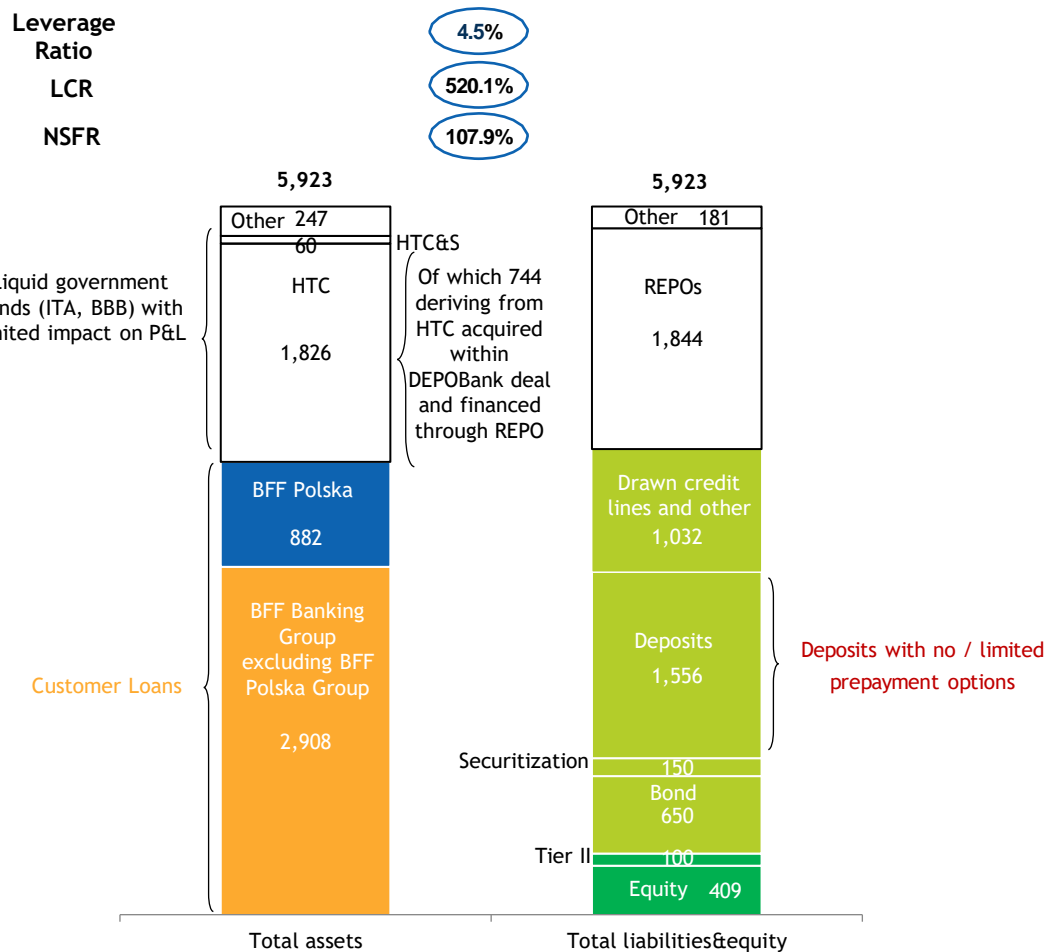 Leverage
Ratio
4.5%
LCR
520.1%
NSFR
107.9%
5,923
5,923
Other 247
60
HTC&S
HTC
1,826
government
(ITA, BBB) with
impact on P&L
Of which 744
deriving from
HTC acquired
within
DEPOBank deal
and financed
through REPO
BFF Polska
882
BFF Banking
Group
excluding BFF
Polska Group
2,908
Customer Loans
Other 181
REPOs
1,844
Drawn credit
lines and other
1,032
Deposits
1,556
Deposits with no / limited
prepayment options
Securitization
150
Bond
650
Tier II
100
Equity 409
Total assets
Total liabilities&equity